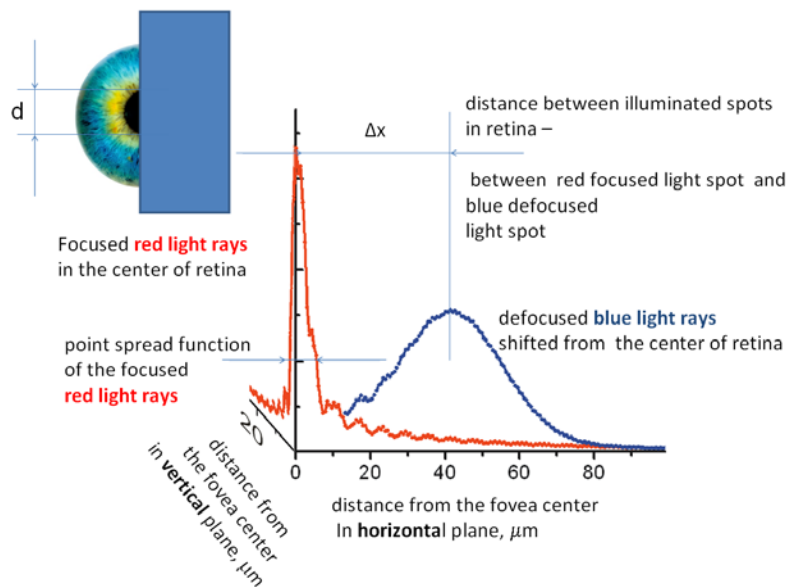 d
Δx
distance between illuminated spots
in retina –
between red focused light spot and
blue defocused
light spot
Focused red light rays
in the center of retina
defocused blue light rays
shifted from the center of retina
point spread function
of the focused
red light rays
20
0 20 40 60 80
distance from
the fovea center
in vertical plane, μm
distance from the fovea center
In horizontal plane, μm